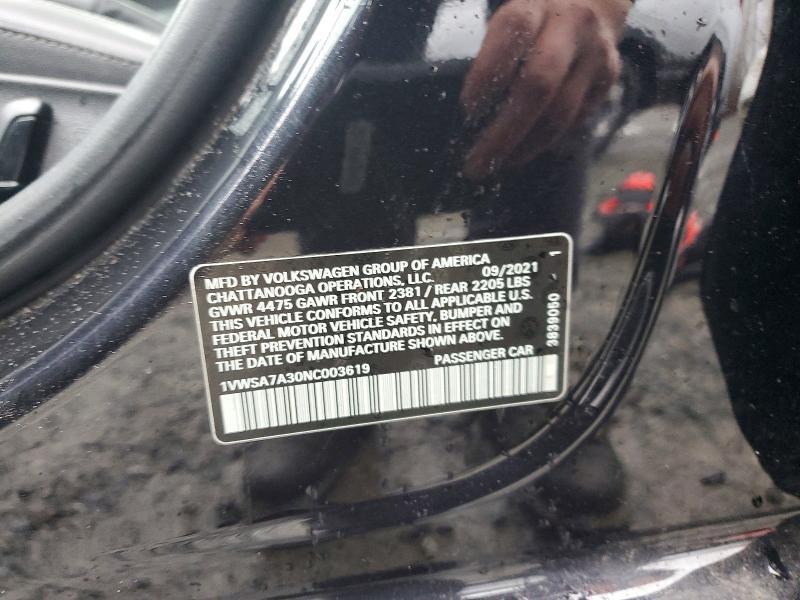 MFD BY VOLKSWAGEN GROUP OF AMERICA
CHATTANOOGA OPERATIONS, LLC. 09/2021
GVWR 4475 GAWR FRONT 2381 / REAR 2205 LBS
THIS VEHICLE CONFORMS TO ALL APPLICABLE U.S.
FEDERAL MOTOR VEHICLE SAFETY, BUMPER AND
THEFT PREVENTION STANDARDS IN EFFECT ON
THE DATE OF MANUFACTURE SHOWN ABOVE.
1VWSA7A30NC003619 PASSENGER CAR
3839050 1